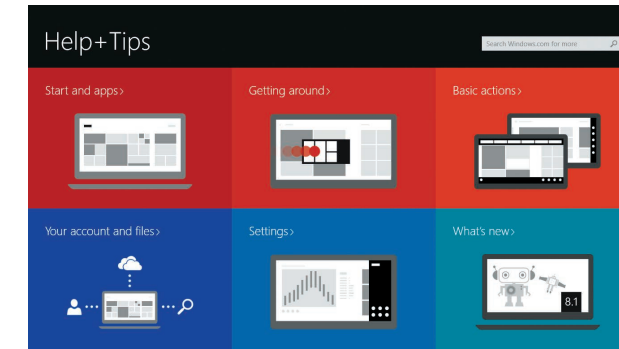 Help+Tips
Search Windows.com for more
Start and apps>
Getting around>
Basic actions>
Your account and files>
Settings>
What's new>
8.1